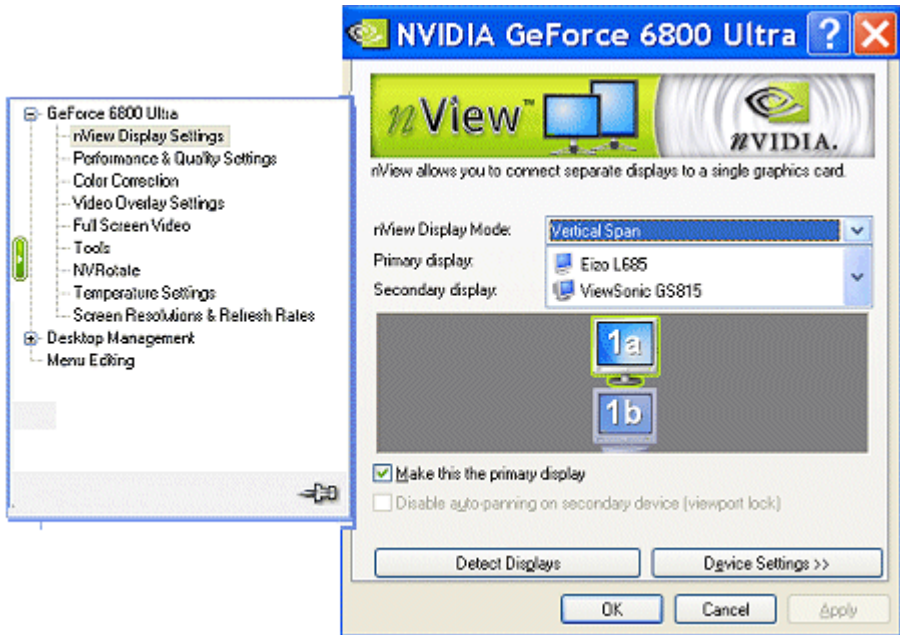 NVIDIA GeForce 6800 Ultra
GeForce 6800 Ultra
nView Display Settings
Performance & Quality Settings
Color Correction
Video Overlay Settings
Full Screen Video
Tools
NVRotate
Temperature Settings
Screen Resolutions & Refresh Rates
Desktop Management
Menu Editing
nView™
nVIDIA.
nView allows you to connect separate displays to a single graphics card.
nView Display Mode: Vertical Span
Primary display: Eizo L685
Secondary display: ViewSonic GS815
1a
1b
Make this the primary display
Disable auto-panning on secondary device (viewport lock)
Detect Displays Device Settings >>
OK Cancel Apply